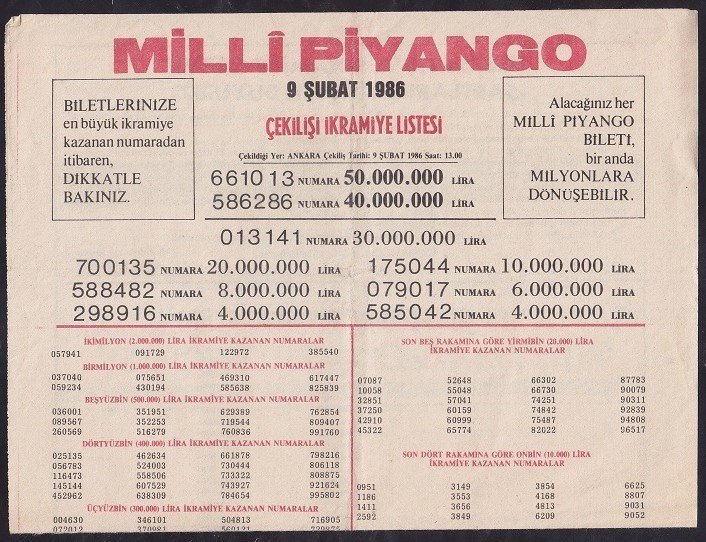 MİLLÎ PİYANGO
9 ŞUBAT 1986
ÇEKİLİŞİ İKRAMİYE LİSTESİ
BİLETLERİNİZE
en büyük ikramiye
kazanan numaradan
itibaren,
DİKKATLE
BAKINIZ.
Alacağınız her
MİLLÎ PİYANGO
BİLETİ,
bir anda
MİLYONLARA
DÖNÜŞEBİLİR.
Çekildiği Yer: ANKARA Çekiliş Tarihi: 9 ŞUBAT 1986 Saat: 13.00
661013 NUMARA 50.000.000 LİRA
586286 NUMARA 40.000.000 LİRA
013141 NUMARA 30.000.000 LİRA
700135 NUMARA 20.000.000 LİRA 175044 NUMARA 10.000.000 LİRA
588482 NUMARA 8.000.000 LİRA 079017 NUMARA 6.000.000 LİRA
298916 NUMARA 4.000.000 LİRA 585042 NUMARA 4.000.000 LİRA
İKİMİLYON (2.000.000) LİRA İKRAMİYE KAZANAN NUMARALAR
057941 091729 122972 385540
BİRMİLYON (1.000.000) LİRA İKRAMİYE KAZANAN NUMARALAR
037040 075651 469310 617447
059234 430194 585638 825839
BEŞYÜZBİN (500.000) LİRA İKRAMİYE KAZANAN NUMARALAR
036001 351951 629389 762854
089567 352253 719544 809407
260569 516279 760836 991760
DÖRTYÜZBİN (400.000) LİRA İKRAMİYE KAZANAN NUMARALAR
025135 462634 661878 798216
056783 524003 730444 806118
116473 558506 733322 808875
145144 607529 743927 921624
452962 638309 784654 995802
ÜÇYÜZBİN (300.000) LİRA İKRAMİYE KAZANAN NUMARALAR
004630 346101 504813 716905
SON BEŞ RAKAMINA GÖRE YİRMİBİN (20.000) LİRA
İKRAMİYE KAZANAN NUMARALAR
07087 52648 66302 87783
10058 55048 66730 90079
32851 57041 74251 90311
37250 60159 74842 92839
42910 60999 75487 94808
45322 65774 82022 96517
SON DÖRT RAKAMINA GÖRE ONBİN (10.000) LİRA
İKRAMİYE KAZANAN NUMARALAR
0951 3149 3854 6625
1186 3553 4168 8807
1411 3656 4813 9031
2592 3849 6209 9052